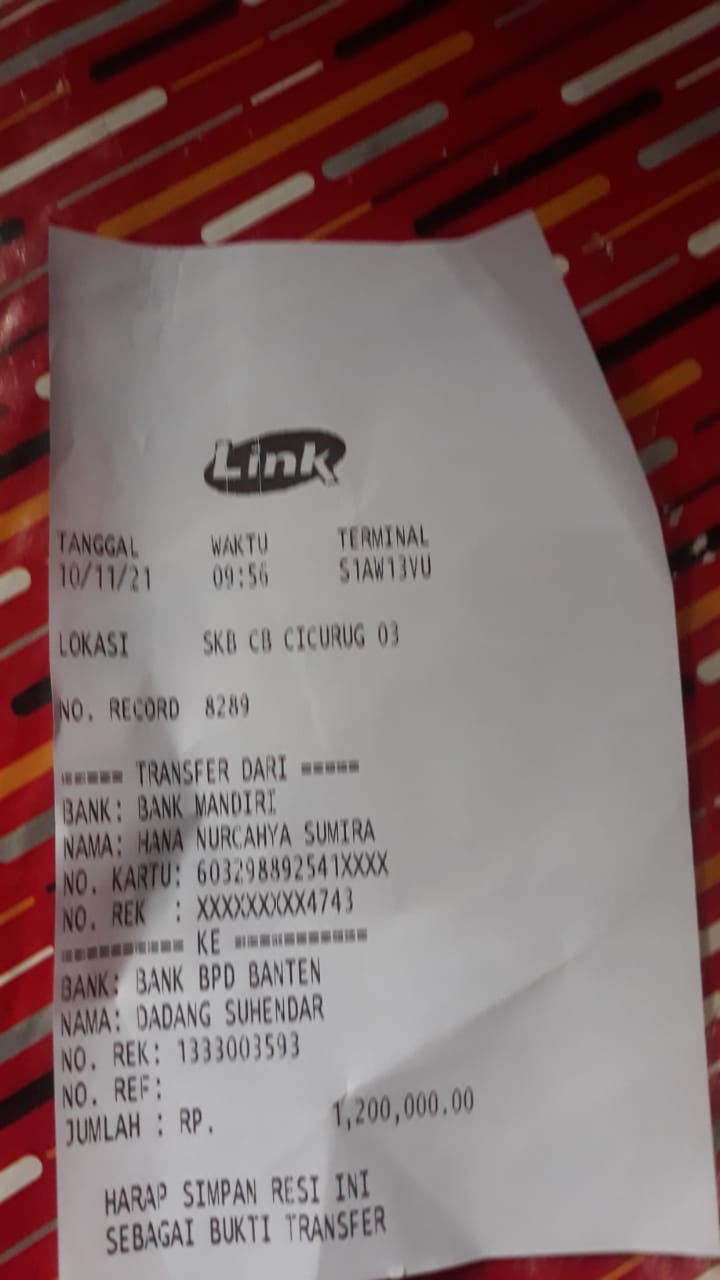 Link
TANGGAL WAKTU TERMINAL
10/11/21 09:56 S1AW13VU
LOKASI SKB CB CICURUG 03
NO. RECORD 8289
===== TRANSFER DARI =====
BANK: BANK MANDIRI
NAMA: HANA NURCAHYA SUMIRA
NO. KARTU: 603298892541XXXX
NO. REK : XXXXXXXXX4743
========== KE ===========
BANK: BANK BPD BANTEN
NAMA: DADANG SUHENDAR
NO. REK: 1333003593
NO. REF:
JUMLAH : RP. 1,200,000.00
HARAP SIMPAN RESI INI
SEBAGAI BUKTI TRANSFER